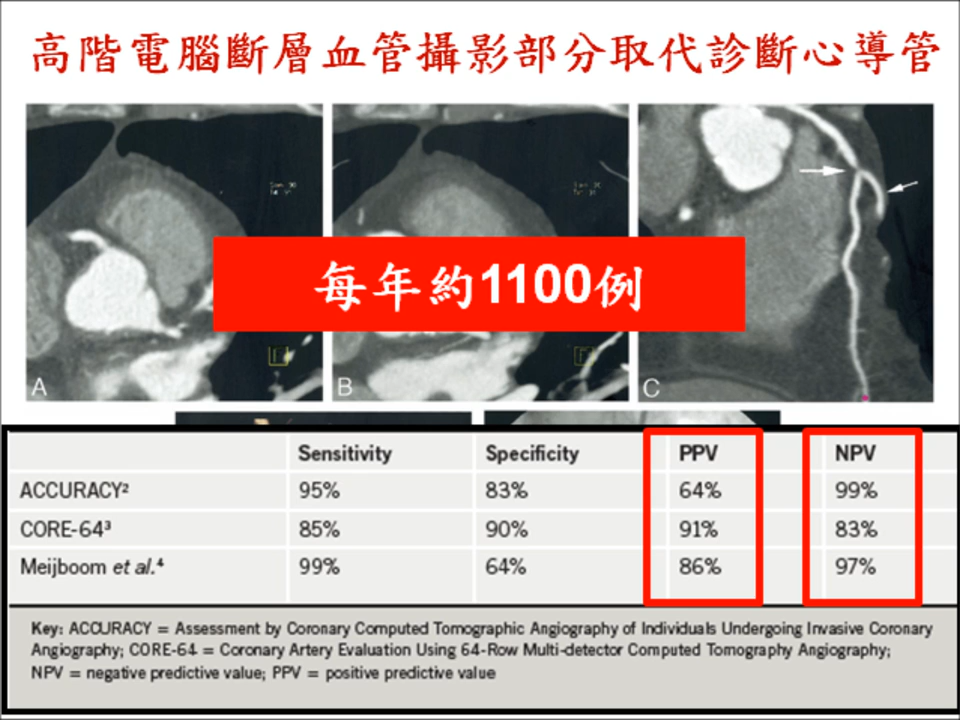 高階電腦斷層血管攝影部分取代診斷心導管
每年約1100例
A
B
C
Sensitivity Specificity PPV NPV
ACCURACY² 95% 83% 64% 99%
CORE-64³ 85% 90% 91% 83%
Meijboom et al.⁴ 99% 64% 86% 97%
Key: ACCURACY = Assessment by Coronary Computed Tomographic Angiography of Individuals Undergoing Invasive Coronary
Angiography; CORE-64 = Coronary Artery Evaluation Using 64-Row Multi-detector Computed Tomography Angiography;
NPV = negative predictive value; PPV = positive predictive value